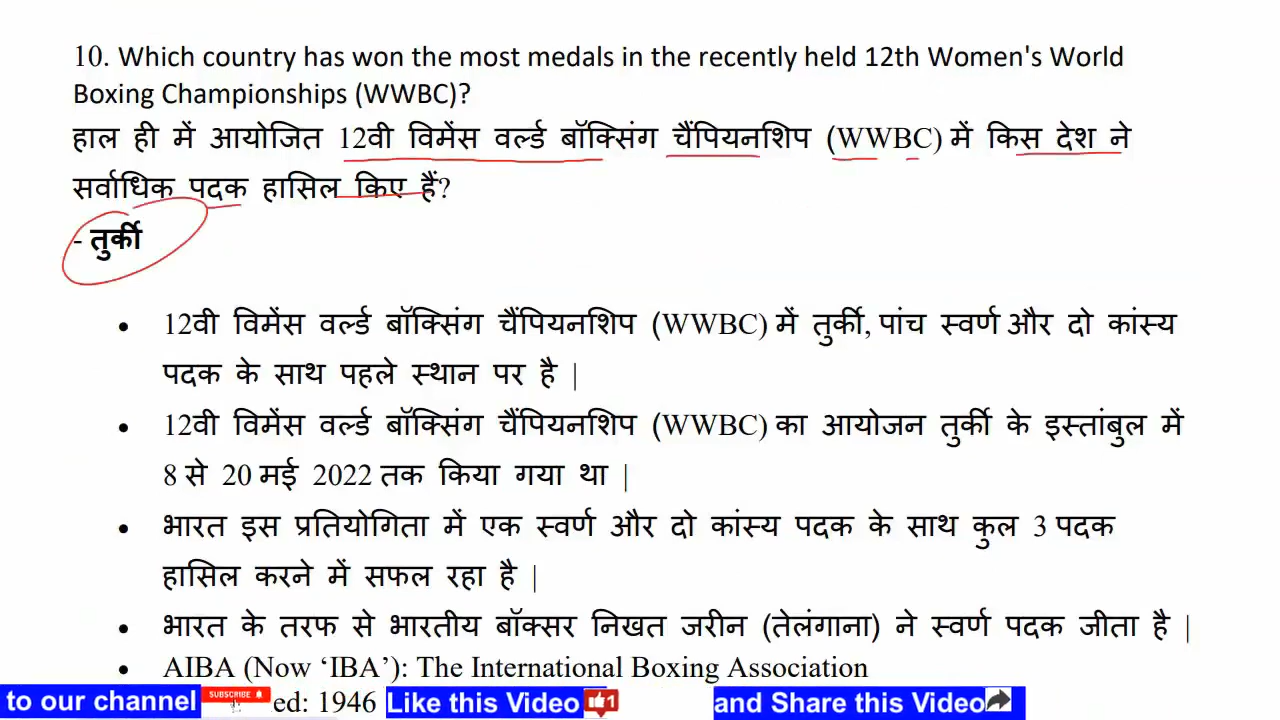 10. Which country has won the most medals in the recently held 12th Women's World
Boxing Championships (WWBC)?
हाल ही में आयोजित 12वी विमेंस वर्ल्ड बॉक्सिंग चैंपियनशिप (WWBC) में किस देश ने
सर्वाधिक पदक हासिल किए हैं?
- तुर्की
• 12वी विमेंस वर्ल्ड बॉक्सिंग चैंपियनशिप (WWBC) में तुर्की, पांच स्वर्ण और दो कांस्य
पदक के साथ पहले स्थान पर है |
• 12वी विमेंस वर्ल्ड बॉक्सिंग चैंपियनशिप (WWBC) का आयोजन तुर्की के इस्तांबुल में
8 से 20 मई 2022 तक किया गया था |
• भारत इस प्रतियोगिता में एक स्वर्ण और दो कांस्य पदक के साथ कुल 3 पदक
हासिल करने में सफल रहा है |
• भारत के तरफ से भारतीय बॉक्सर निखत जरीन (तेलंगाना) ने स्वर्ण पदक जीता है |
• AIBA (Now ‘IBA’): The International Boxing Association
to our channel SUBSCRIBE ed: 1946 Like this Video 1 and Share this Video